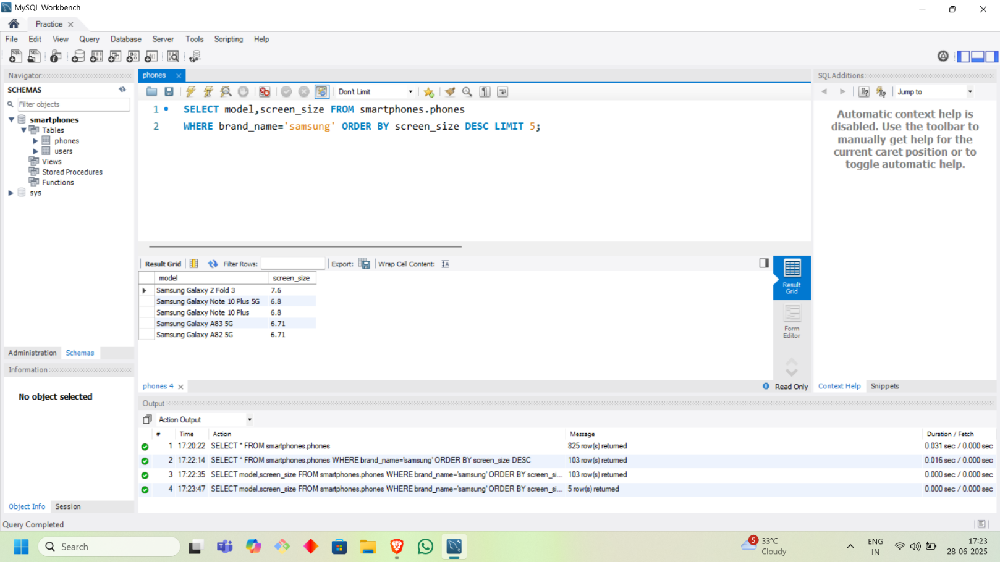 MySQL Workbench
Practice
File Edit View Query Database Server Tools Scripting Help
Navigator
SCHEMAS
Filter objects
smartphones
Tables
phones
users
Views
Stored Procedures
Functions
sys
Administration Schemas
Information
No object selected
Object Info Session
Query Completed
phones
Don't Limit
1 SELECT model,screen_size FROM smartphones.phones
2 WHERE brand_name='samsung' ORDER BY screen_size DESC LIMIT 5;
Result Grid Filter Rows: Export: Wrap Cell Content:
model screen_size
Samsung Galaxy Z Fold 3 7.6
Samsung Galaxy Note 10 Plus 5G 6.8
Samsung Galaxy Note 10 Plus 6.8
Samsung Galaxy A83 5G 6.71
Samsung Galaxy A82 5G 6.71
Result
Grid
Form
Editor
phones 4
Read Only
SQLAdditions
Jump to
Automatic context help is
disabled. Use the toolbar to
manually get help for the
current caret position or to
toggle automatic help.
Context Help Snippets
Output
Action Output
# Time Action Message Duration / Fetch
1 17:20:22 SELECT * FROM smartphones.phones 825 row(s) returned 0.031 sec / 0.000 sec
2 17:22:14 SELECT * FROM smartphones.phones WHERE brand_name='samsung' ORDER BY screen_size DESC 103 row(s) returned 0.016 sec / 0.000 sec
3 17:22:35 SELECT model,screen_size FROM smartphones.phones WHERE brand_name='samsung' ORDER BY screen_si... 103 row(s) returned 0.000 sec / 0.000 sec
4 17:23:47 SELECT model,screen_size FROM smartphones.phones WHERE brand_name='samsung' ORDER BY screen_si... 5 row(s) returned 0.000 sec / 0.000 sec
Search
5
33°C
Cloudy
ENG
IN
17:23
28-06-2025